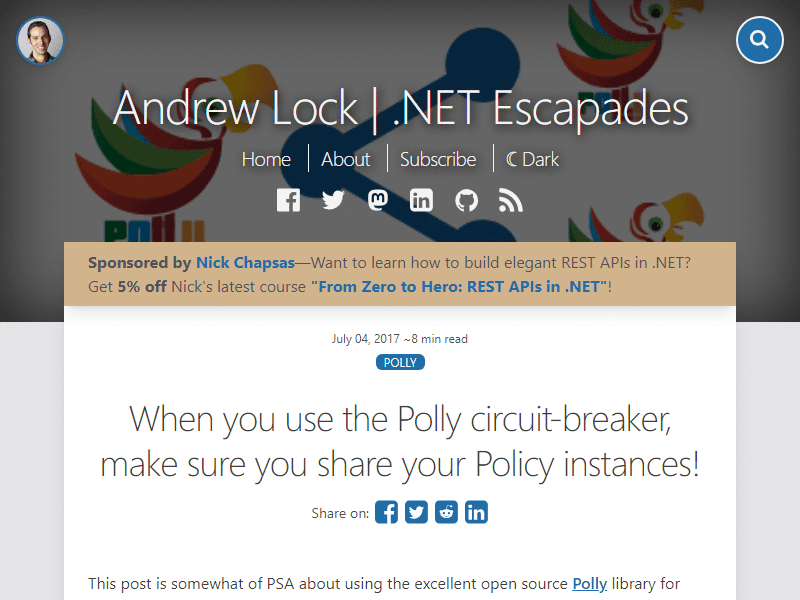 Andrew Lock | .NET Escapades
Home
About
Subscribe
☾ Dark
Sponsored by Nick Chapsas—Want to learn how to build elegant REST APIs in .NET?
Get 5% off Nick's latest course "From Zero to Hero: REST APIs in .NET"!
July 04, 2017 ~8 min read
POLLY
When you use the Polly circuit-breaker,
make sure you share your Policy instances!
Share on:
This post is somewhat of PSA about using the excellent open source Polly library for